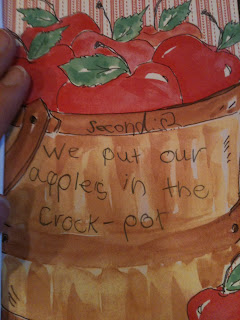 Second:
We put our
apples in the
Crock-pot